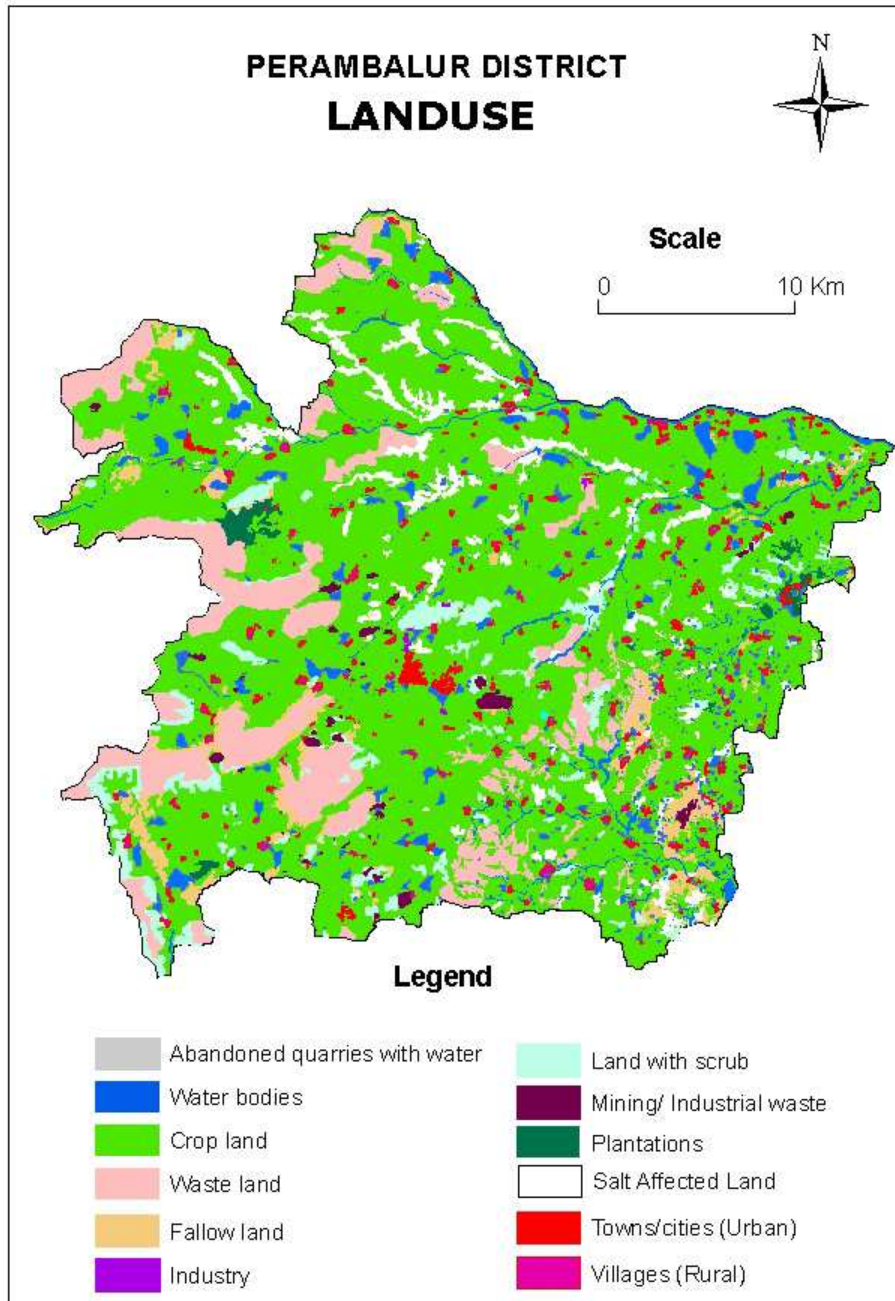 PERAMBALUR DISTRICT
LANDUSE
N
Scale
0 10 Km
Legend
Abandoned quarries with water
Water bodies
Crop land
Waste land
Fallow land
Industry
Land with scrub
Mining/ Industrial waste
Plantations
Salt Affected Land
Towns/cities (Urban)
Villages (Rural)